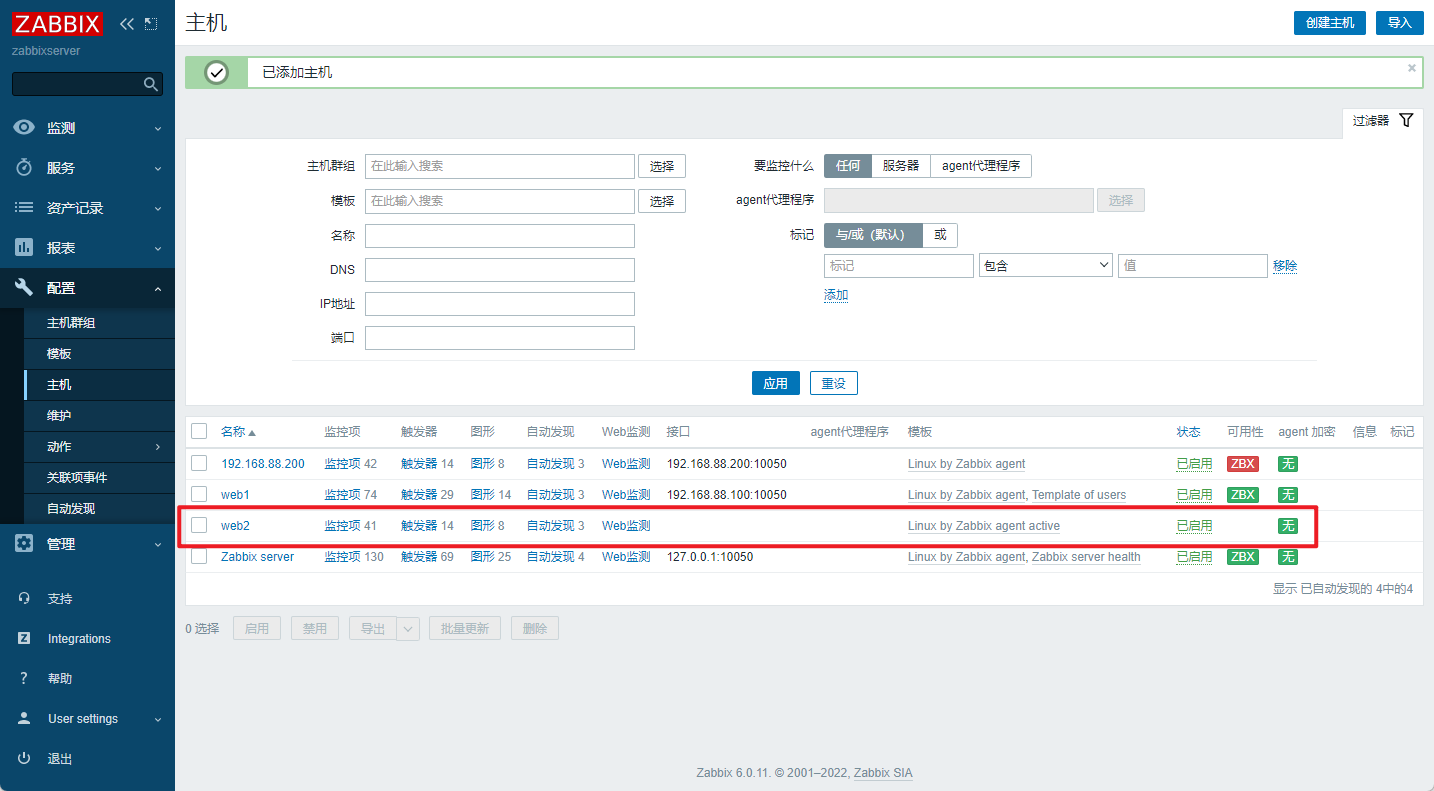 ZABBIX
zabbixserver
监测
服务
资产记录
报表
配置
主机群组
模板
主机
维护
动作
关联项事件
自动发现
管理
支持
Integrations
帮助
User settings
退出
主机 创建主机 导入
已添加主机
过滤器
主机群组 在此输入搜索 选择 要监控什么 任何 服务器 agent代理程序
模板 在此输入搜索 选择 agent代理程序 选择
名称 标记 与/或（默认） 或
DNS 标记 包含 值 移除
IP地址 添加
端口
应用 重设
名称 监控项 触发器 图形 自动发现 Web监测 接口 agent代理程序 模板 状态 可用性 agent 加密 信息 标记
192.168.88.200 监控项 42 触发器 14 图形 8 自动发现 3 Web监测 192.168.88.200:10050 Linux by Zabbix agent 已启用 ZBX 无
web1 监控项 74 触发器 29 图形 14 自动发现 3 Web监测 192.168.88.100:10050 Linux by Zabbix agent, Template of users 已启用 ZBX 无
web2 监控项 41 触发器 14 图形 8 自动发现 3 Web监测 Linux by Zabbix agent active 已启用 无
Zabbix server 监控项 130 触发器 69 图形 25 自动发现 4 Web监测 127.0.0.1:10050 Linux by Zabbix agent, Zabbix server health 已启用 ZBX 无
显示 已自动发现的 4中的4
0 选择 启用 禁用 导出 批量更新 删除
Zabbix 6.0.11. © 2001–2022, Zabbix SIA